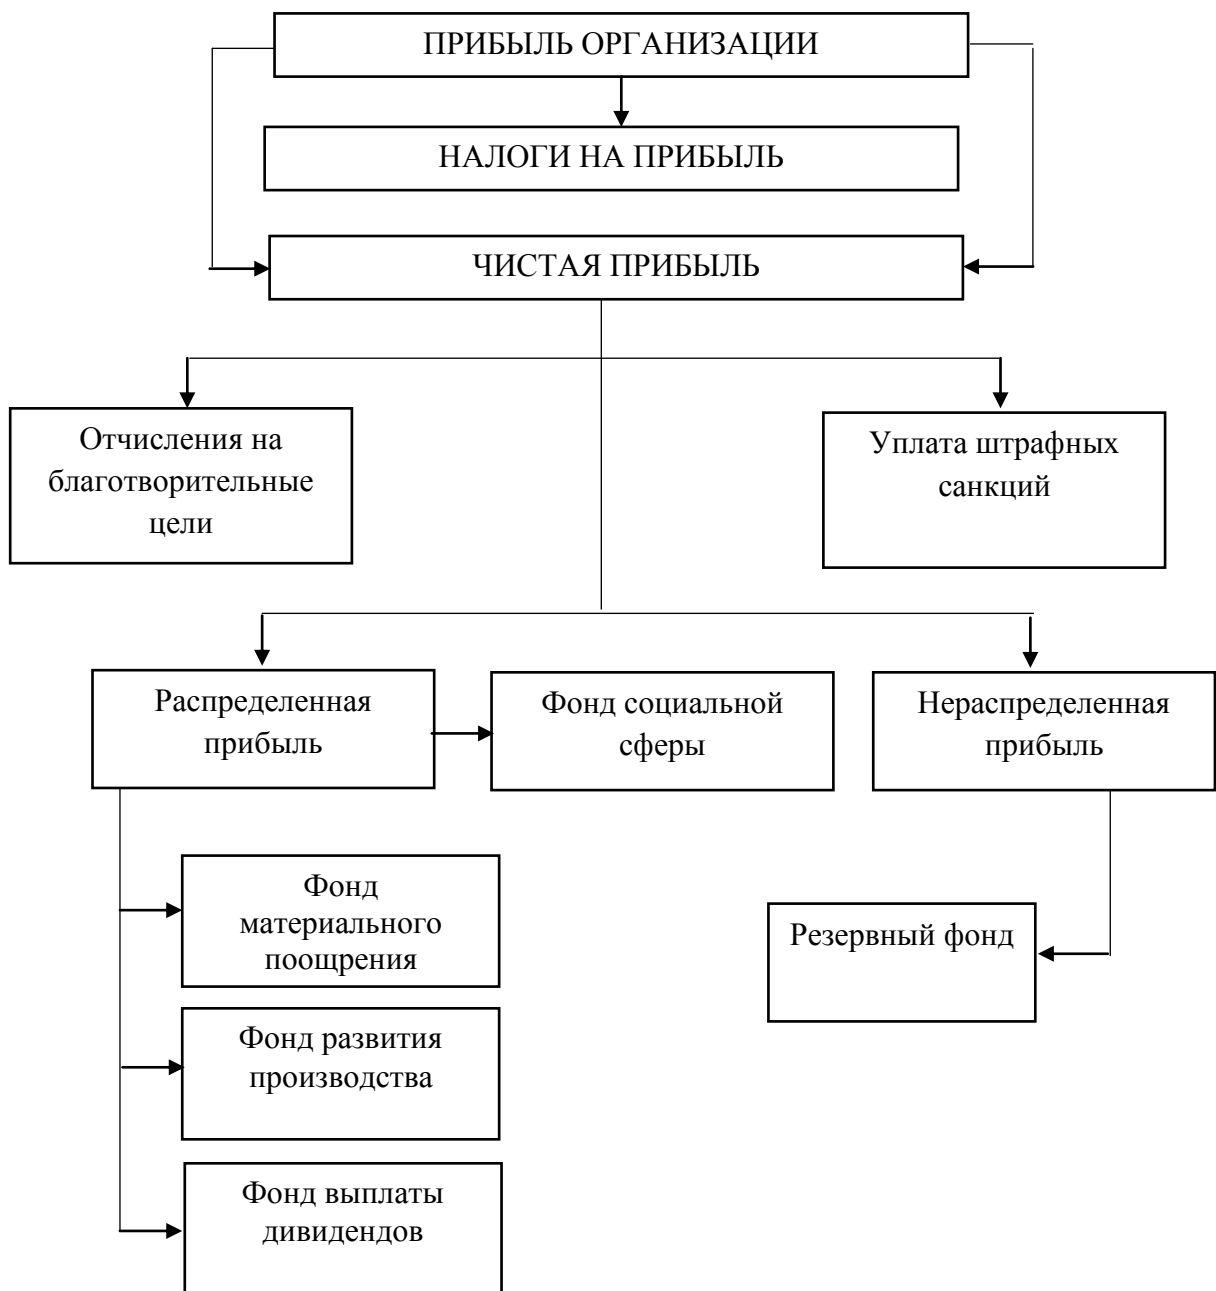 ПРИБЫЛЬ ОРГАНИЗАЦИИ
НАЛОГИ НА ПРИБЫЛЬ
ЧИСТАЯ ПРИБЫЛЬ
Отчисления на
благотворительные
цели
Уплата штрафных
санкций
Распределенная
прибыль
Фонд социальной
сферы
Нераспределенная
прибыль
Фонд
материального
поощрения
Резервный фонд
Фонд развития
производства
Фонд выплаты
дивидендов